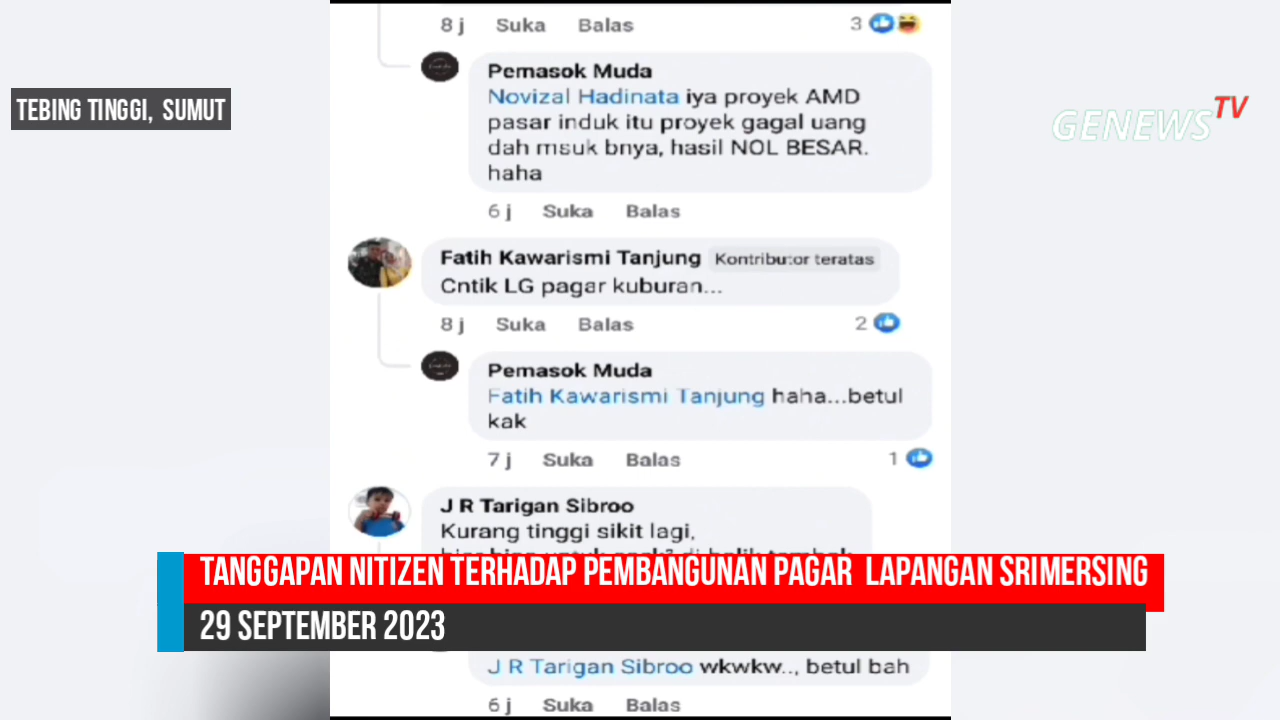 8 j Suka Balas 3
TEBING TINGGI, SUMUT
GENEWS TV
Pemasok Muda
Novizal Hadinata iya proyek AMD
pasar induk itu proyek gagal uang
dah msuk bnya, hasil NOL BESAR.
haha
6 j Suka Balas
Fatih Kawarismi Tanjung Kontributor teratas
Cntik LG pagar kuburan...
8 j Suka Balas 2
Pemasok Muda
Fatih Kawarismi Tanjung haha...betul
kak
7 j Suka Balas 1
J R Tarigan Sibroo
Kurang tinggi sikit lagi,
TANGGAPAN NITIZEN TERHADAP PEMBANGUNAN PAGAR LAPANGAN SRIMERSING
29 SEPTEMBER 2023
J R Tarigan Sibroo wkwkw.., betul bah
6 j Suka Balas